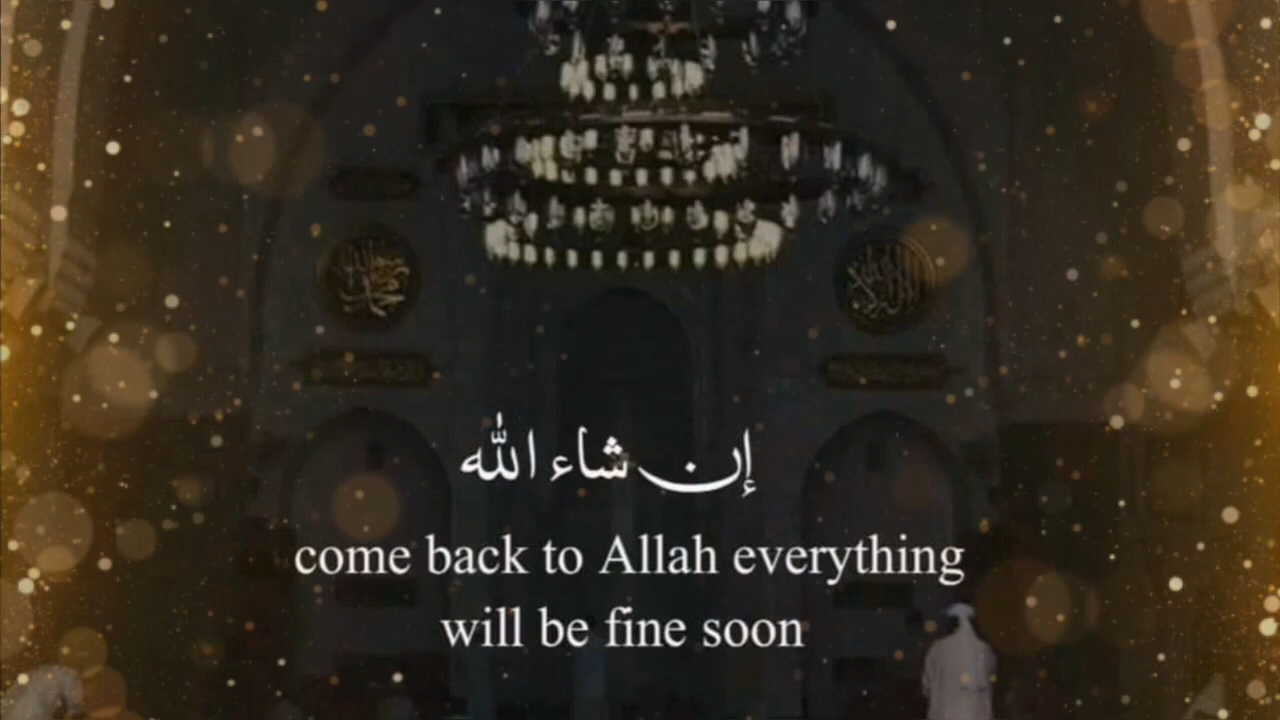 إن شاء الله
come back to Allah everything
will be fine soon